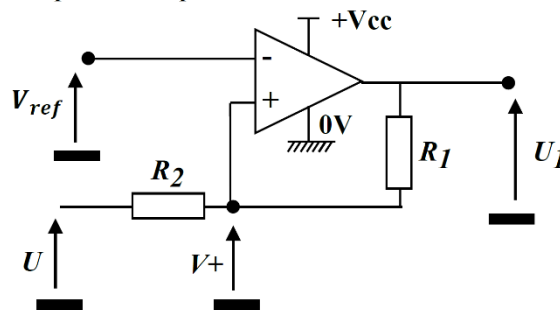 +Vcc
-
V_ref
+
0V
R_1
U_1
R_2
U
V+